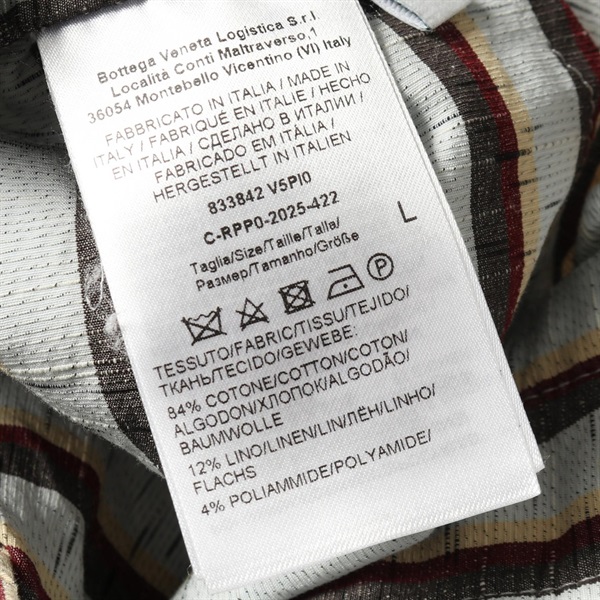 Bottega Veneta Logistica S.r.l.
Località Conti Maltraverso,1
36054 Montebello Vicentino (VI) Italy
FABBRICATO IN ITALIA / MADE IN
ITALY / FABRIQUÉ EN ITALIE / HECHO
EN ITALIA / СДЕЛАНО В ИТАЛИИ /
FABRICADO EM ITÁLIA /
HERGESTELLT IN ITALIEN
833842 V5PI0
C-RPP0-2025-422
Taglia/Size/Taille/Talla/
Размер/Tamanho/Größe
L
P
TESSUTO/FABRIC/TISSU/TEJIDO/
ТКАНЬ/TECIDO/GEWEBE:
84% COTONE/COTTON/COTON/
ALGODON/ХЛОПОК/ALGODÃO/
BAUMWOLLE
12% LINO/LINEN/LIN/ЛЁН/LINHO/
FLACHS
4% POLIAMMIDE/POLYAMIDE/